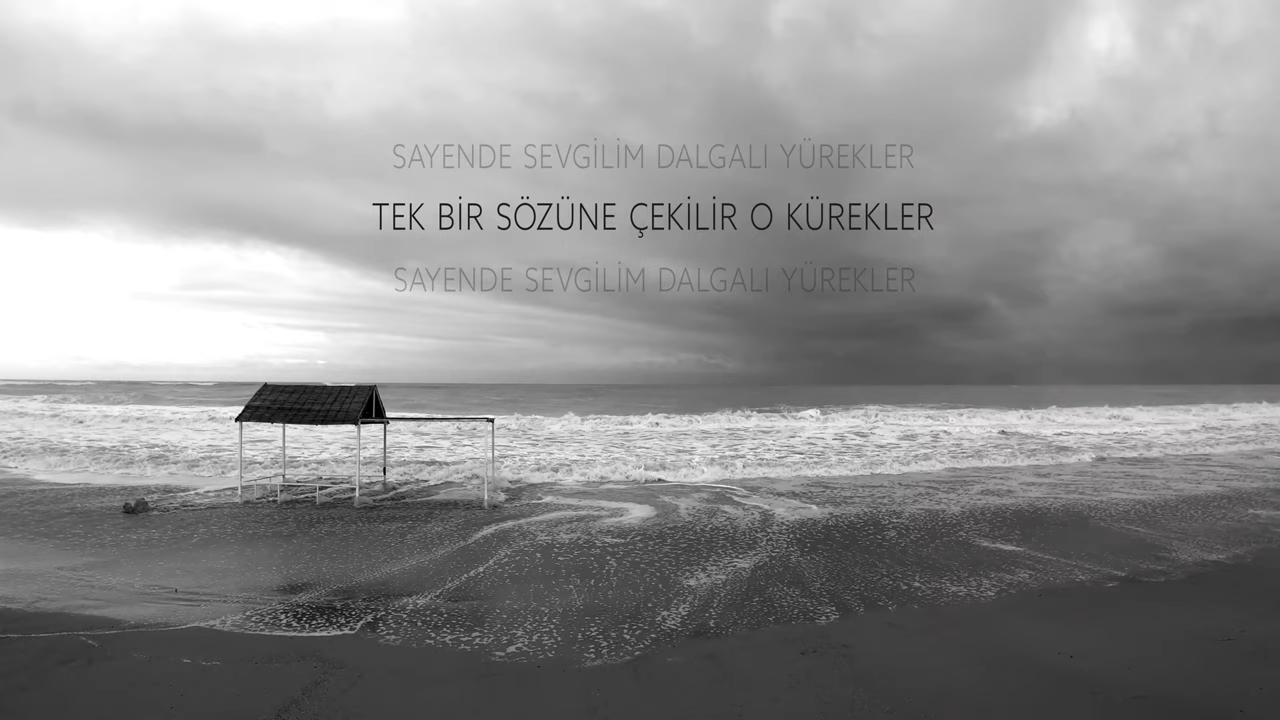 SAYENDE SEVGİLİM DALGALI YÜREKLER
TEK BİR SÖZÜNE ÇEKİLİR O KÜREKLER
SAYENDE SEVGİLİM DALGALI YÜREKLER